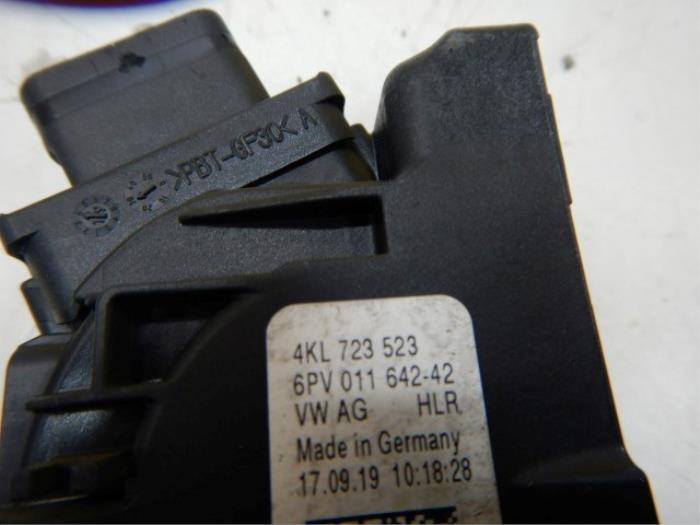 >PBT-GF30< A
4KL 723 523
6PV 011 642-42
VW AG HLR
Made in Germany
17.09.19 10:18:28